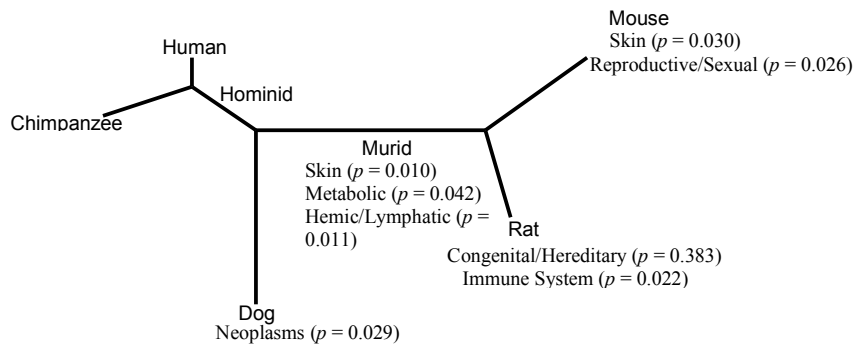 Mouse
Skin (p = 0.030)
Reproductive/Sexual (p = 0.026)
Human
Hominid
Chimpanzee
Murid
Skin (p = 0.010)
Metabolic (p = 0.042)
Hemic/Lymphatic (p =
0.011)
Rat
Congenital/Hereditary (p = 0.383)
Immune System (p = 0.022)
Dog
Neoplasms (p = 0.029)